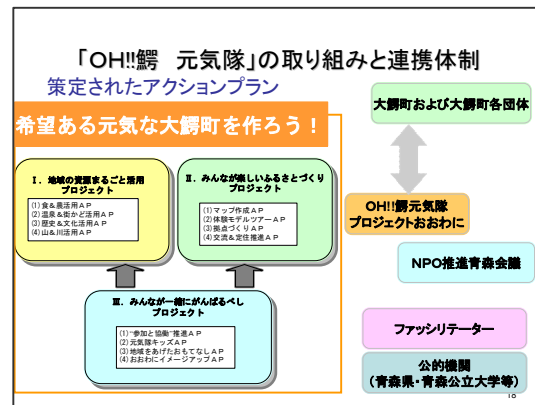 「OH!!鰐　元気隊」の取り組みと連携体制
策定されたアクションプラン
希望ある元気な大鰐町を作ろう！
Ⅰ．地域の資源まるごと活用
プロジェクト
(1)食＆農活用ＡＰ
(2)温泉＆街かど活用ＡＰ
(3)歴史＆文化活用ＡＰ
(4)山＆川活用ＡＰ
Ⅱ．みんなが楽しいふるさとづくり
プロジェクト
(1)マップ作成ＡＰ
(2)体験モデルツアーＡＰ
(3)拠点づくりＡＰ
(4)交流＆定住推進ＡＰ
Ⅲ．みんなが一緒にがんばるべし
プロジェクト
(1)“参加と協働”推進ＡＰ
(2)元気隊キッズＡＰ
(3)地域をあげたおもてなしＡＰ
(4)おおわにイメージアップＡＰ
大鰐町および大鰐町各団体
OH!!鰐元気隊
プロジェクトおおわに
NPO推進青森会議
ファッシリテーター
公的機関
（青森県・青森公立大学等）